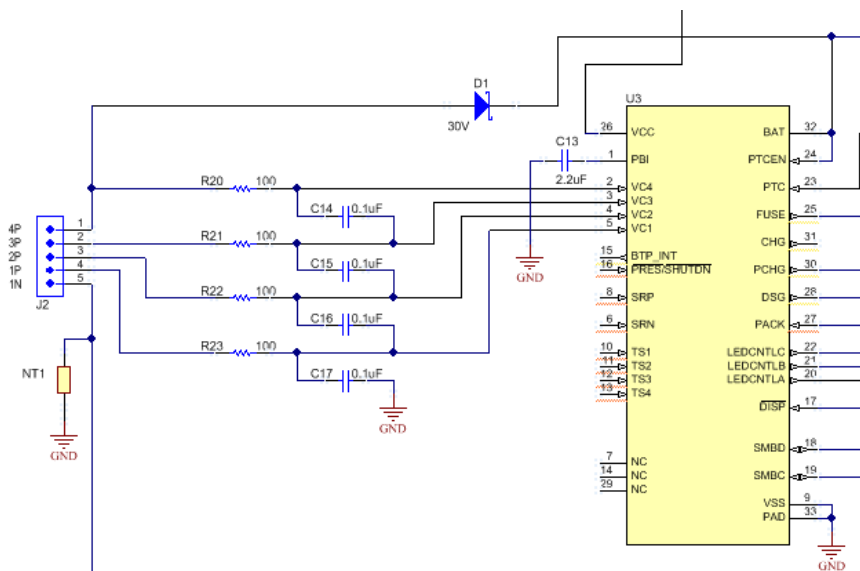 D1
30V
U3
26 VCC
BAT 32
C13
2.2uF
1 PBI
PTCEN 24
R20 100
2 VC4
PTC 23
3 VC3
C14 0.1uF
4 VC2
FUSE 25
5 VC1
4P 1
3P 2
2P 3
1P 4
1N 5
J2
R21 100
CHG 31
15 BTP_INT
16 PRES/SHUTDN
PCHG 30
C15 0.1uF
GND
R22 100
8 SRP
DSG 28
C16 0.1uF
6 SRN
PACK 27
R23 100
10 TS1
LEDCNTLC 22
11 TS2
LEDCNTLB 21
12 TS3
LEDCNTLA 20
13 TS4
NT1
C17 0.1uF
DISP 17
GND
GND
SMBD 18
7 NC
14 NC
SMBC 19
29 NC
VSS 9
PAD 33
GND